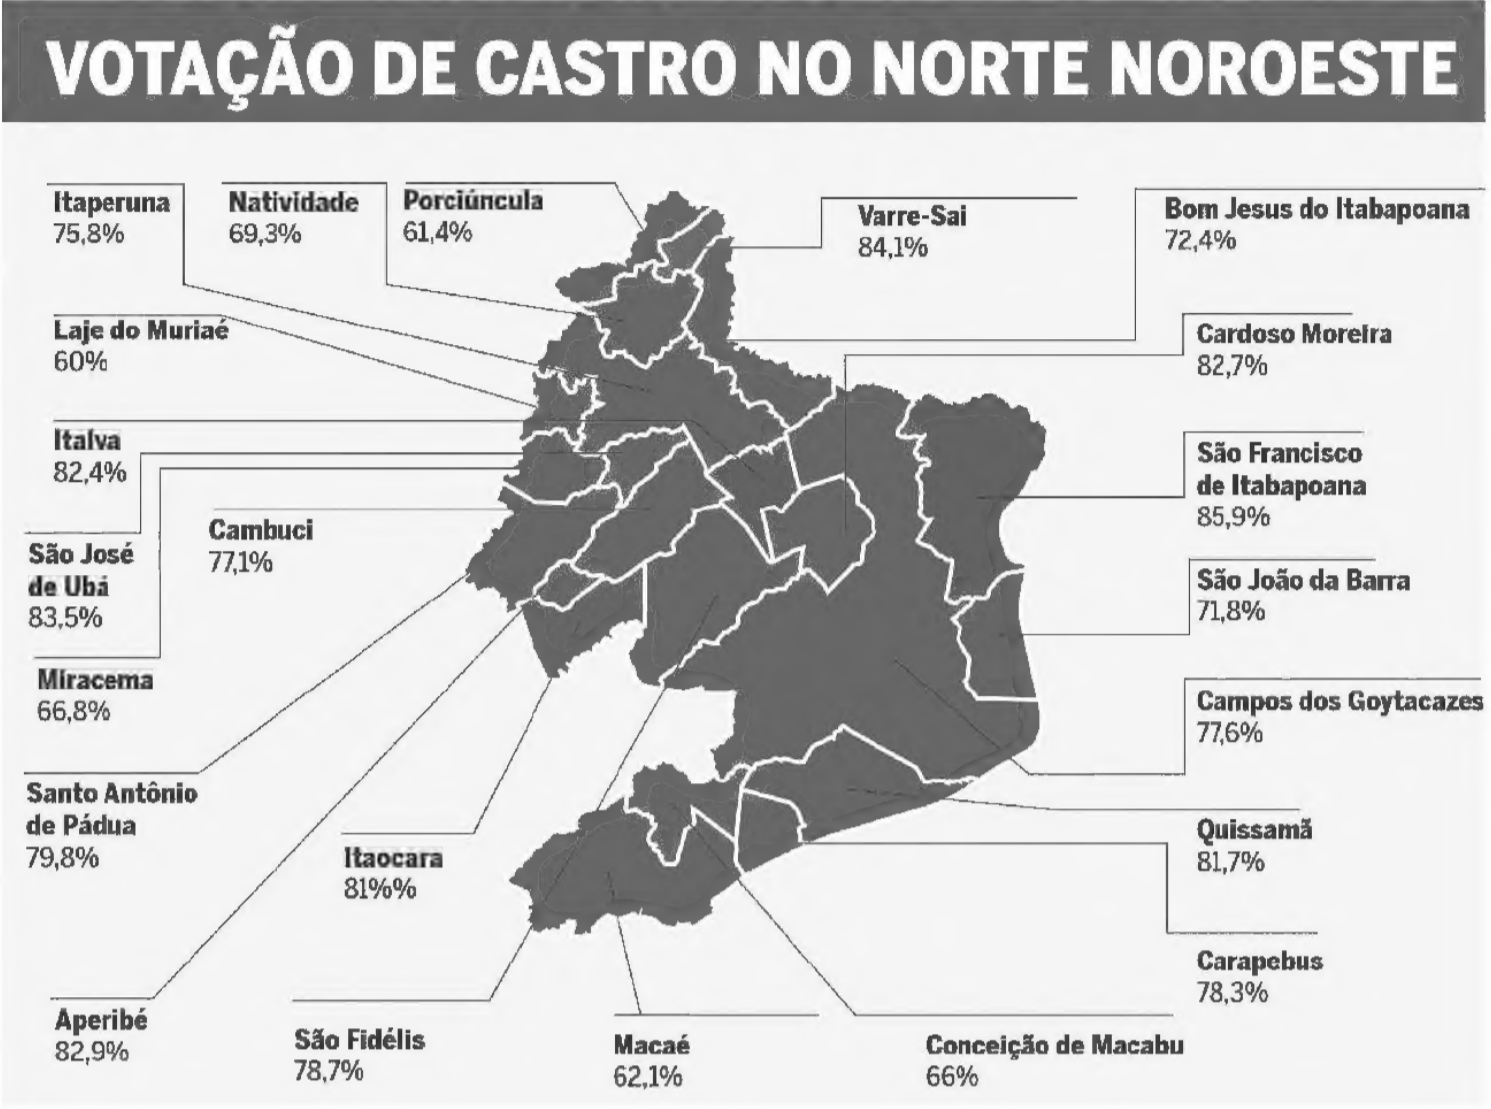 VOTAÇÃO DE CASTRO NO NORTE NOROESTE
Itaperuna
75,8%
Natividade
69,3%
Porciúncula
61,4%
Varre-Sai
84,1%
Bom Jesus do Itabapoana
72,4%
Laje do Muriaé
60%
Cardoso Moreira
82,7%
Italva
82,4%
São Francisco
de Itabapoana
85,9%
Cambuci
77,1%
São José
de Ubá
83,5%
São João da Barra
71,8%
Miracema
66,8%
Campos dos Goytacazes
77,6%
Santo Antônio
de Pádua
79,8%
Itaocara
81%%
Quissamã
81,7%
Carapebus
78,3%
Aperibé
82,9%
São Fidélis
78,7%
Macaé
62,1%
Conceição de Macabu
66%